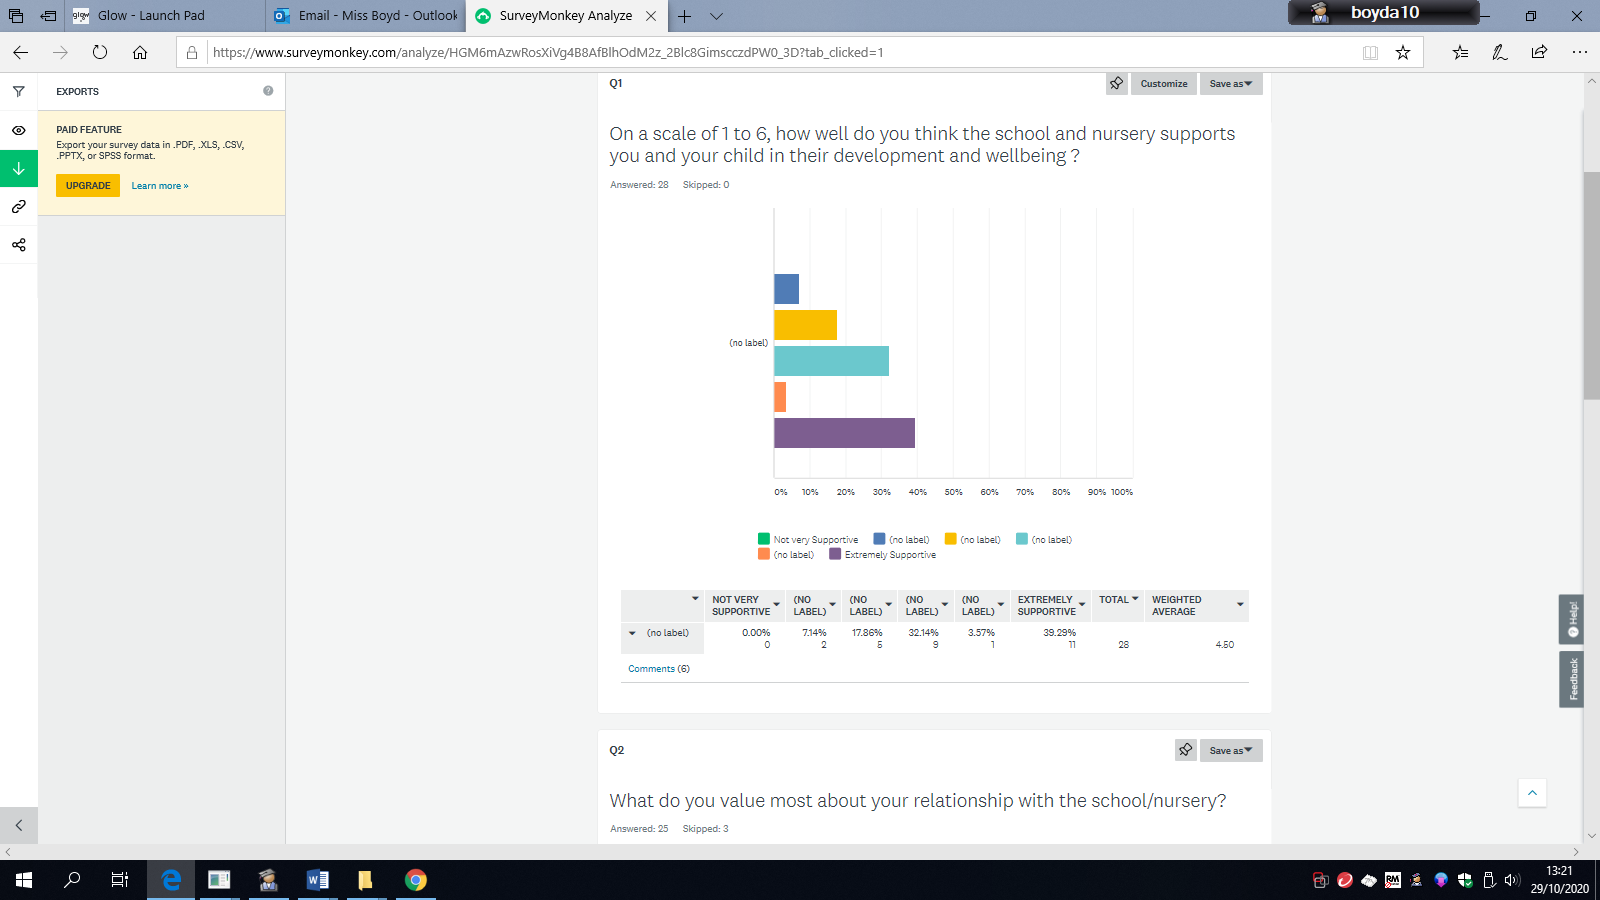 Glow - Launch Pad
Email - Miss Boyd - Outlook
SurveyMonkey Analyze
boyda10
https://www.surveymonkey.com/analyze/HGM6mAzwRosXiVg4B8AfBlhOdM2z_2Blc8GimscczdPW0_3D?tab_clicked=1
EXPORTS
PAID FEATURE
Export your survey data in .PDF, .XLS, .CSV,
.PPTX, or SPSS format.
UPGRADE Learn more »
Q1
Customize Save as
On a scale of 1 to 6, how well do you think the school and nursery supports
you and your child in their development and wellbeing ?
Answered: 28 Skipped: 0
(no label)
0% 10% 20% 30% 40% 50% 60% 70% 80% 90% 100%
Not very Supportive (no label) (no label) (no label)
(no label) Extremely Supportive
NOT VERY (NO (NO (NO (NO EXTREMELY TOTAL WEIGHTED
SUPPORTIVE LABEL) LABEL) LABEL) LABEL) SUPPORTIVE AVERAGE
(no label) 0.00% 7.14% 17.86% 32.14% 3.57% 39.29%
0 2 5 9 1 11 28 4.50
Comments (6)
Help!
Feedback
Q2
Save as
What do you value most about your relationship with the school/nursery?
Answered: 25 Skipped: 3
13:21
29/10/2020